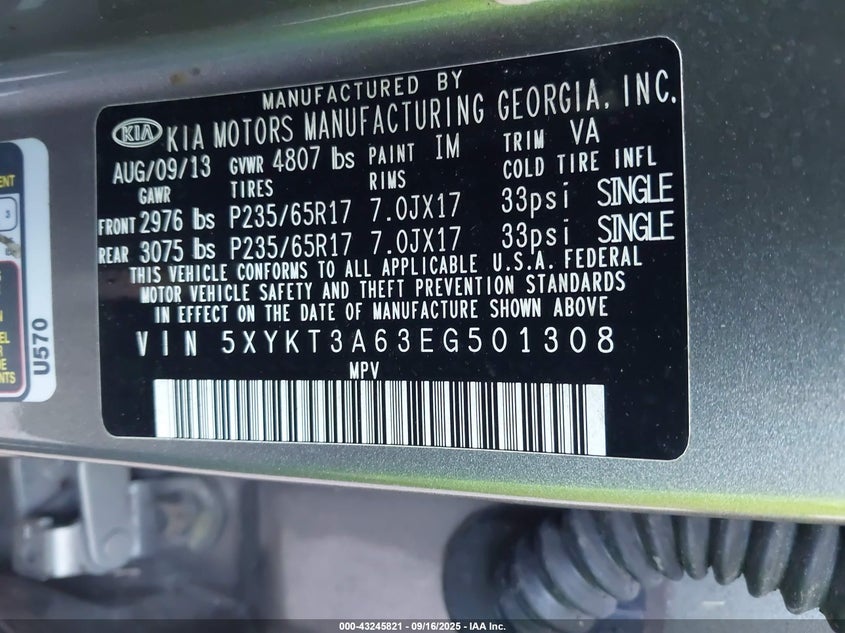 MANUFACTURED BY
KIA KIA MOTORS MANUFACTURING GEORGIA, INC.
AUG/09/13 GVWR 4807 lbs PAINT IM TRIM VA
GAWR TIRES RIMS COLD TIRE INFL
FRONT 2976 lbs P235/65R17 7.0JX17 33psi SINGLE
REAR 3075 lbs P235/65R17 7.0JX17 33psi SINGLE
THIS VEHICLE CONFORMS TO ALL APPLICABLE U.S.A. FEDERAL
MOTOR VEHICLE SAFETY AND THEFT PREVENTION STANDARDS
IN EFFECT ON THE DATE OF MANUFACTURE SHOWN ABOVE
VIN 5XYKT3A63EG501308
MPV
U570
000-43245821 - 09/16/2025 - IAA Inc.